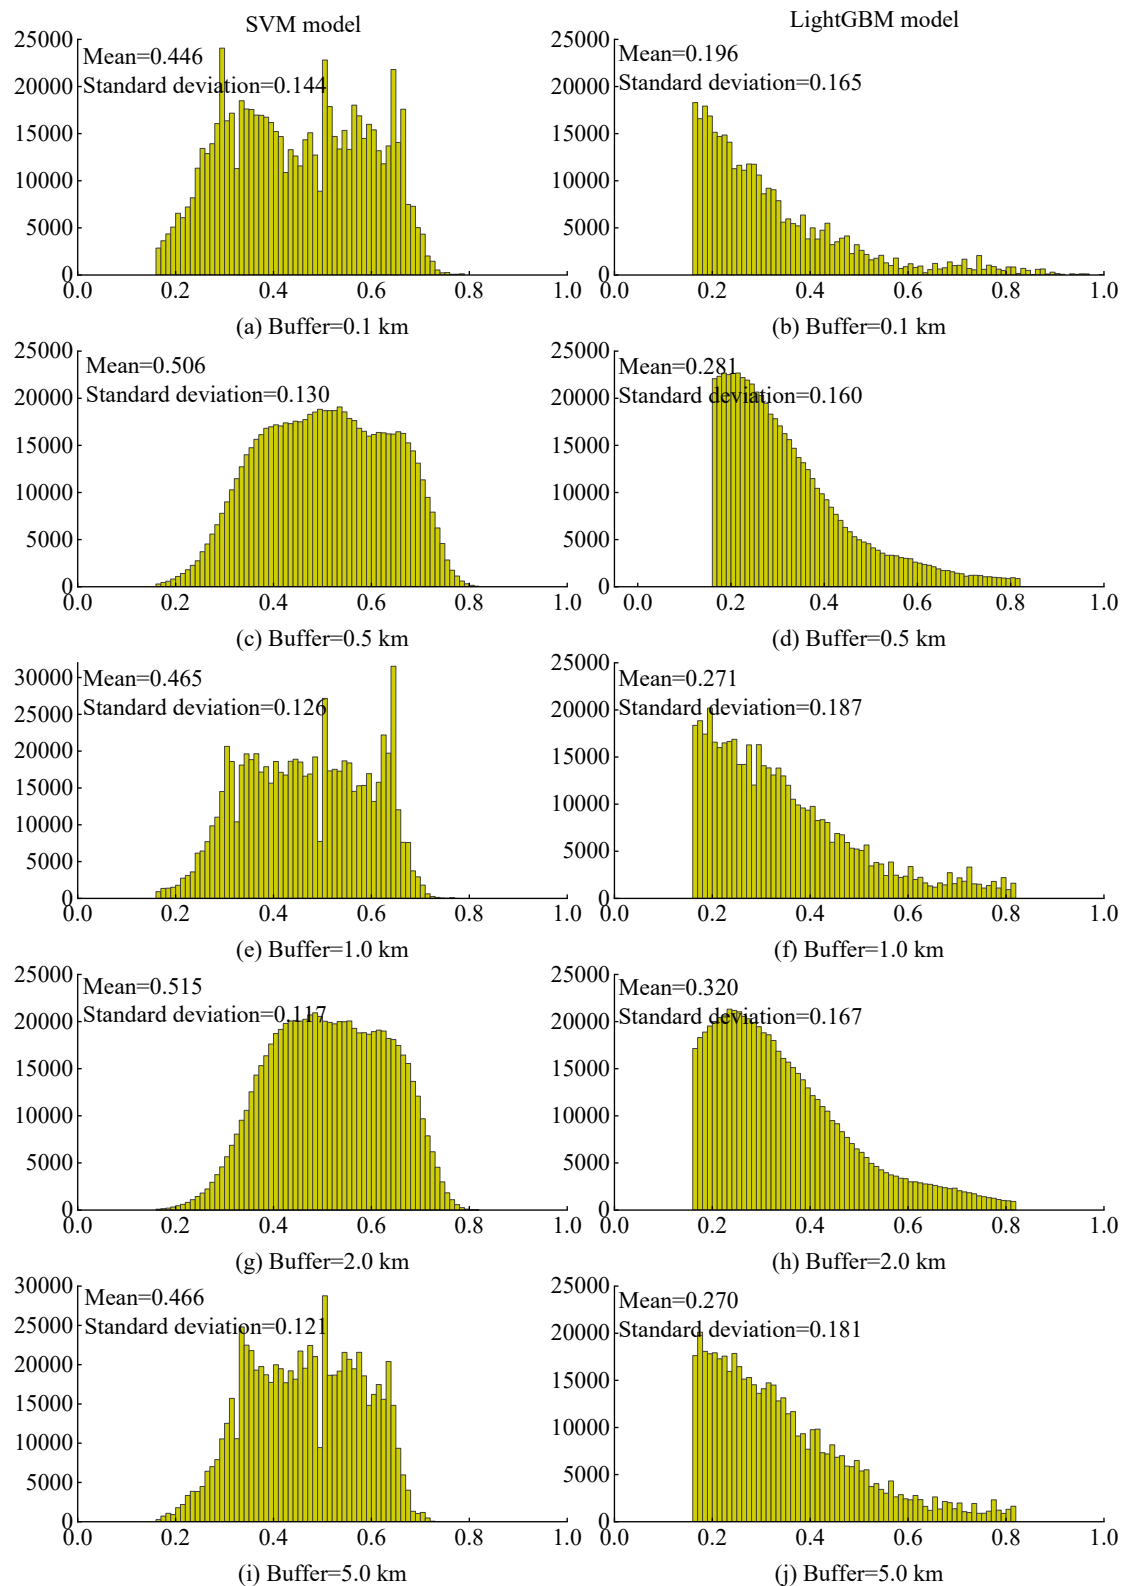 SVM model
LightGBM model
25000
20000
15000
10000
5000
0
Mean=0.446
Standard deviation=0.144
0.0 0.2 0.4 0.6 0.8 1.0
(a) Buffer=0.1 km
25000
20000
15000
10000
5000
0
Mean=0.196
Standard deviation=0.165
0.0 0.2 0.4 0.6 0.8 1.0
(b) Buffer=0.1 km
25000
20000
15000
10000
5000
0
Mean=0.506
Standard deviation=0.130
0.0 0.2 0.4 0.6 0.8 1.0
(c) Buffer=0.5 km
25000
20000
15000
10000
5000
0
Mean=0.281
Standard deviation=0.160
0.0 0.2 0.4 0.6 0.8 1.0
(d) Buffer=0.5 km
30000
25000
20000
15000
10000
5000
0
Mean=0.465
Standard deviation=0.126
0.0 0.2 0.4 0.6 0.8 1.0
(e) Buffer=1.0 km
25000
20000
15000
10000
5000
0
Mean=0.271
Standard deviation=0.187
0.0 0.2 0.4 0.6 0.8 1.0
(f) Buffer=1.0 km
25000
20000
15000
10000
5000
0
Mean=0.515
Standard deviation=0.117
0.0 0.2 0.4 0.6 0.8 1.0
(g) Buffer=2.0 km
25000
20000
15000
10000
5000
0
Mean=0.320
Standard deviation=0.167
0.0 0.2 0.4 0.6 0.8 1.0
(h) Buffer=2.0 km
30000
25000
20000
15000
10000
5000
0
Mean=0.466
Standard deviation=0.121
0.0 0.2 0.4 0.6 0.8 1.0
(i) Buffer=5.0 km
25000
20000
15000
10000
5000
0
Mean=0.270
Standard deviation=0.181
0.0 0.2 0.4 0.6 0.8 1.0
(j) Buffer=5.0 km